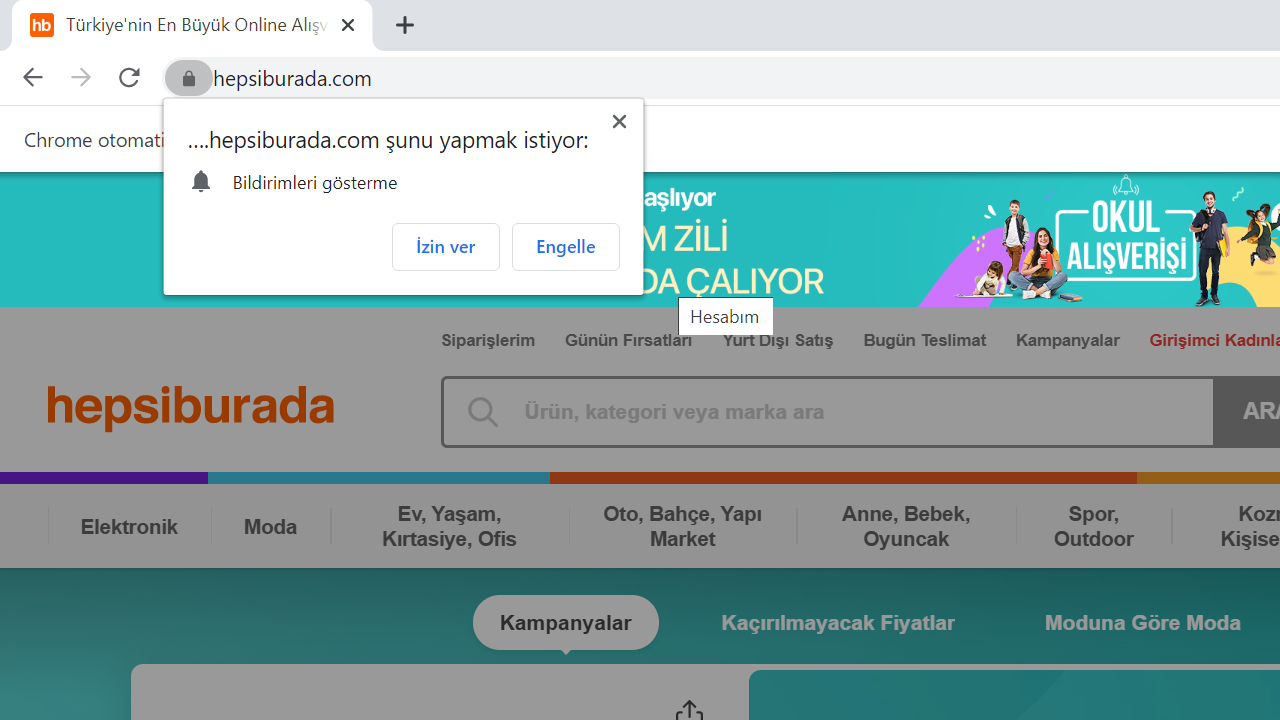 hb Türkiye'nin En Büyük Online Alışv
hepsiburada.com
Chrome otomati
....hepsiburada.com şunu yapmak istiyor:
Bildirimleri gösterme
İzin ver Engelle
aşlıyor
M ZİLİ
DA ÇALIYOR
OKUL
ALIŞVERİŞİ
Hesabım
Siparişlerim Günün Fırsatları Yurt Dışı Satış Bugün Teslimat Kampanyalar Girişimci Kadınla
hepsiburada
Ürün, kategori veya marka ara
ARA
Elektronik
Moda
Ev, Yaşam,
Kırtasiye, Ofis
Oto, Bahçe, Yapı
Market
Anne, Bebek,
Oyuncak
Spor,
Outdoor
Kozm
Kişise
Kampanyalar Kaçırılmayacak Fiyatlar Moduna Göre Moda